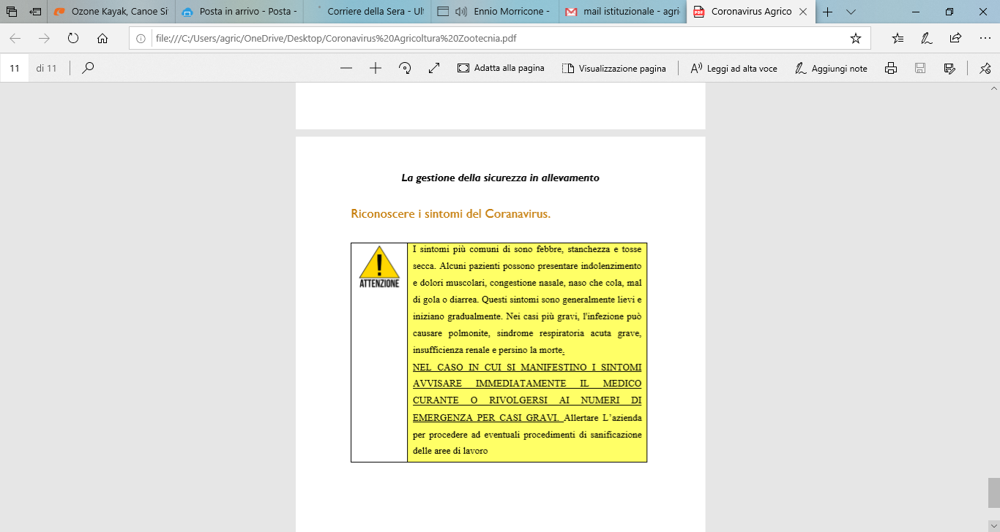 Ozone Kayak, Canoe Si
Posta in arrivo - Posta -
Corriere della Sera - Ult
Ennio Morricone -
mail istituzionale - agri
PDF
Coronavirus Agrico
file:///C:/Users/agric/OneDrive/Desktop/Coronavirus%20Agricoltura%20Zootecnia.pdf
11 di 11
Adatta alla pagina
Visualizzazione pagina
Leggi ad alta voce
Aggiungi note
La gestione della sicurezza in allevamento
Riconoscere i sintomi del Coranavirus.
ATTENZIONE
I sintomi più comuni di sono febbre, stanchezza e tosse
secca. Alcuni pazienti possono presentare indolenzimento
e dolori muscolari, congestione nasale, naso che cola, mal
di gola o diarrea. Questi sintomi sono generalmente lievi e
iniziano gradualmente. Nei casi più gravi, l'infezione può
causare polmonite, sindrome respiratoria acuta grave,
insufficienza renale e persino la morte.
NEL CASO IN CUI SI MANIFESTINO I SINTOMI
AVVISARE IMMEDIATAMENTE IL MEDICO
CURANTE O RIVOLGERSI AI NUMERI DI
EMERGENZA PER CASI GRAVI. Allertare L’azienda
per procedere ad eventuali procedimenti di sanificazione
delle aree di lavoro